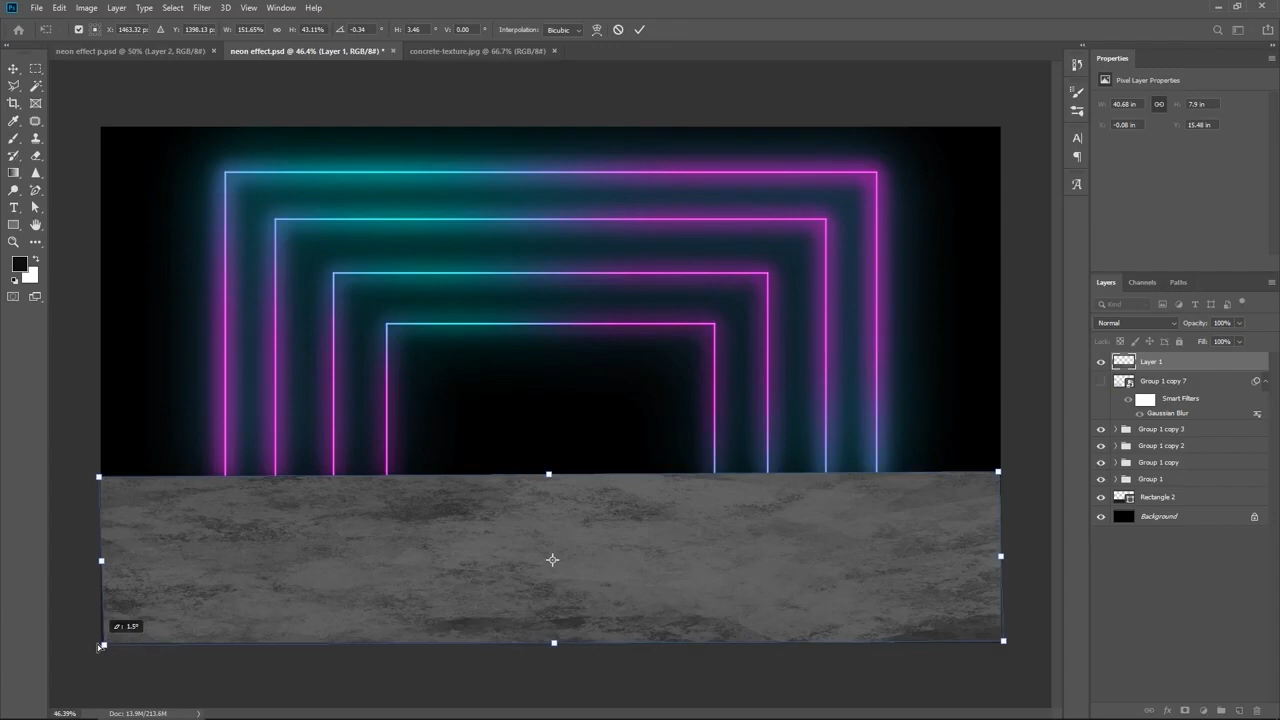 Ps File Edit Image Layer Type Select Filter 3D View Window Help
X: 1463.32 px Y: 1398.13 px W: 151.65% H: 43.11% -0.34 ° H: 3.46 ° V: 0.00 ° Interpolation: Bicubic
neon effect p.psd @ 50% (Layer 2, RGB/8#) × neon effect.psd @ 46.4% (Layer 1, RGB/8#) * × concrete-texture.jpg @ 66.7% (RGB/8#) ×
Properties
Pixel Layer Properties
W: 40.68 in H: 7.9 in
X: -0.08 in Y: 15.48 in
Layers Channels Paths
Kind
Normal Opacity: 100%
Lock: Fill: 100%
Layer 1
Group 1 copy 7
Smart Filters
Gaussian Blur
Group 1 copy 3
Group 1 copy 2
Group 1 copy
Group 1
Rectangle 2
Background
: 1.5°
46.39% Doc: 13.9M/213.6M